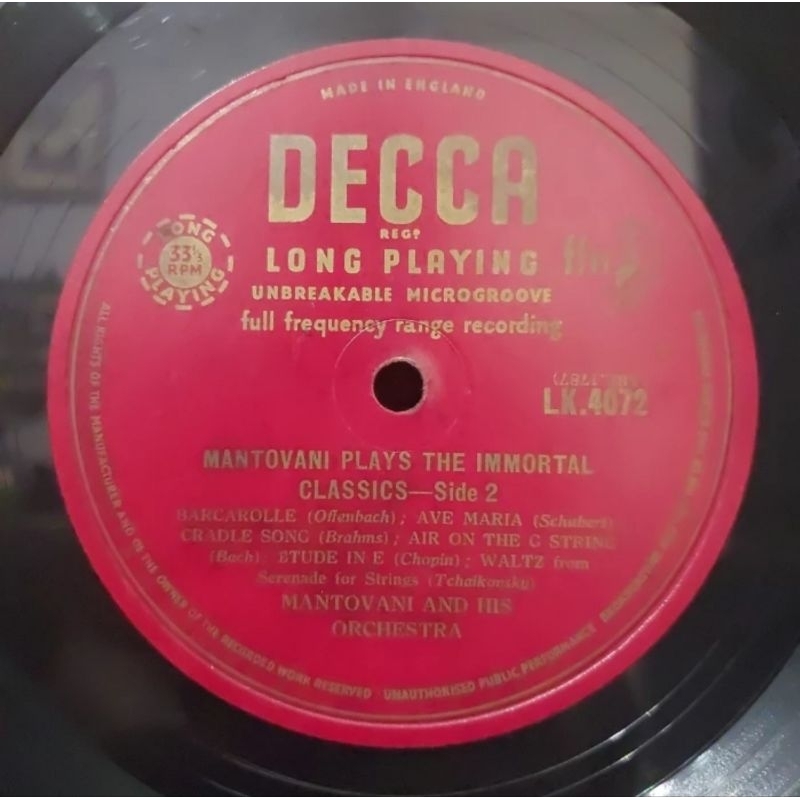 MADE IN ENGLAND
DECCA
REGD
LONG PLAYING
UNBREAKABLE MICROGROOVE
full frequency range recording
ffrr
LONG
33⅓
RPM
PLAYING
LK.4072
MANTOVANI PLAYS THE IMMORTAL
CLASSICS—Side 2
BARCAROLLE (Offenbach) ; AVE MARIA (Schubert)
CRADLE SONG (Brahms) ; AIR ON THE G STRING
(Bach) ETUDE IN E (Chopin) ; WALTZ from
Serenade for Strings (Tchaikovsky)
MANTOVANI AND HIS
ORCHESTRA
ALL RIGHTS OF THE MANUFACTURER AND OF THE OWNER OF THE RECORDED WORK RESERVED · UNAUTHORISED PUBLIC PERFORMANCE